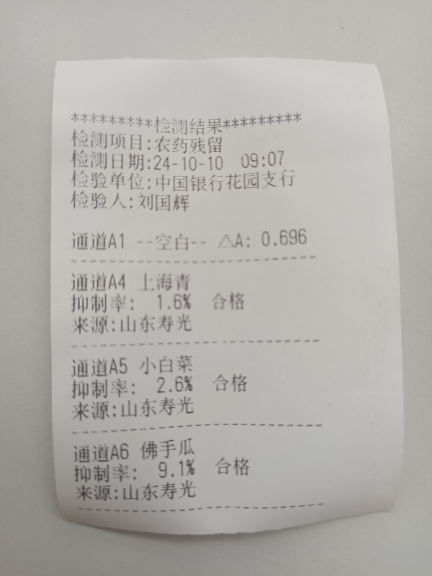 *********检测结果*********
检测项目:农药残留
检测日期:24-10-10 09:07
检验单位:中国银行花园支行
检验人:刘国辉
通道A1 --空白-- △A: 0.696
通道A4 上海青
抑制率: 1.6% 合格
来源:山东寿光
通道A5 小白菜
抑制率: 2.6% 合格
来源:山东寿光
通道A6 佛手瓜
抑制率: 9.1% 合格
来源:山东寿光